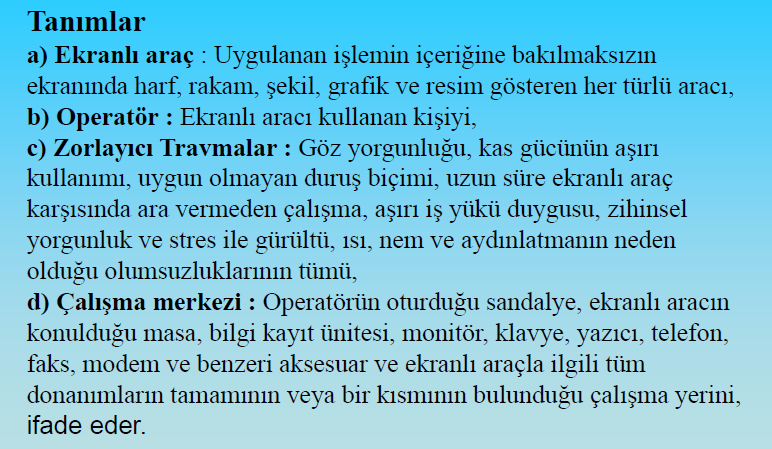 Tanımlar
a) Ekranlı araç : Uygulanan işlemin içeriğine bakılmaksızın
ekranında harf, rakam, şekil, grafik ve resim gösteren her türlü aracı,
b) Operatör : Ekranlı aracı kullanan kişiyi,
c) Zorlayıcı Travmalar : Göz yorgunluğu, kas gücünün aşırı
kullanımı, uygun olmayan duruş biçimi, uzun süre ekranlı araç
karşısında ara vermeden çalışma, aşırı iş yükü duygusu, zihinsel
yorgunluk ve stres ile gürültü, ısı, nem ve aydınlatmanın neden
olduğu olumsuzluklarının tümü,
d) Çalışma merkezi : Operatörün oturduğu sandalye, ekranlı aracın
konulduğu masa, bilgi kayıt ünitesi, monitör, klavye, yazıcı, telefon,
faks, modem ve benzeri aksesuar ve ekranlı araçla ilgili tüm
donanımların tamamının veya bir kısmının bulunduğu çalışma yerini,
ifade eder.